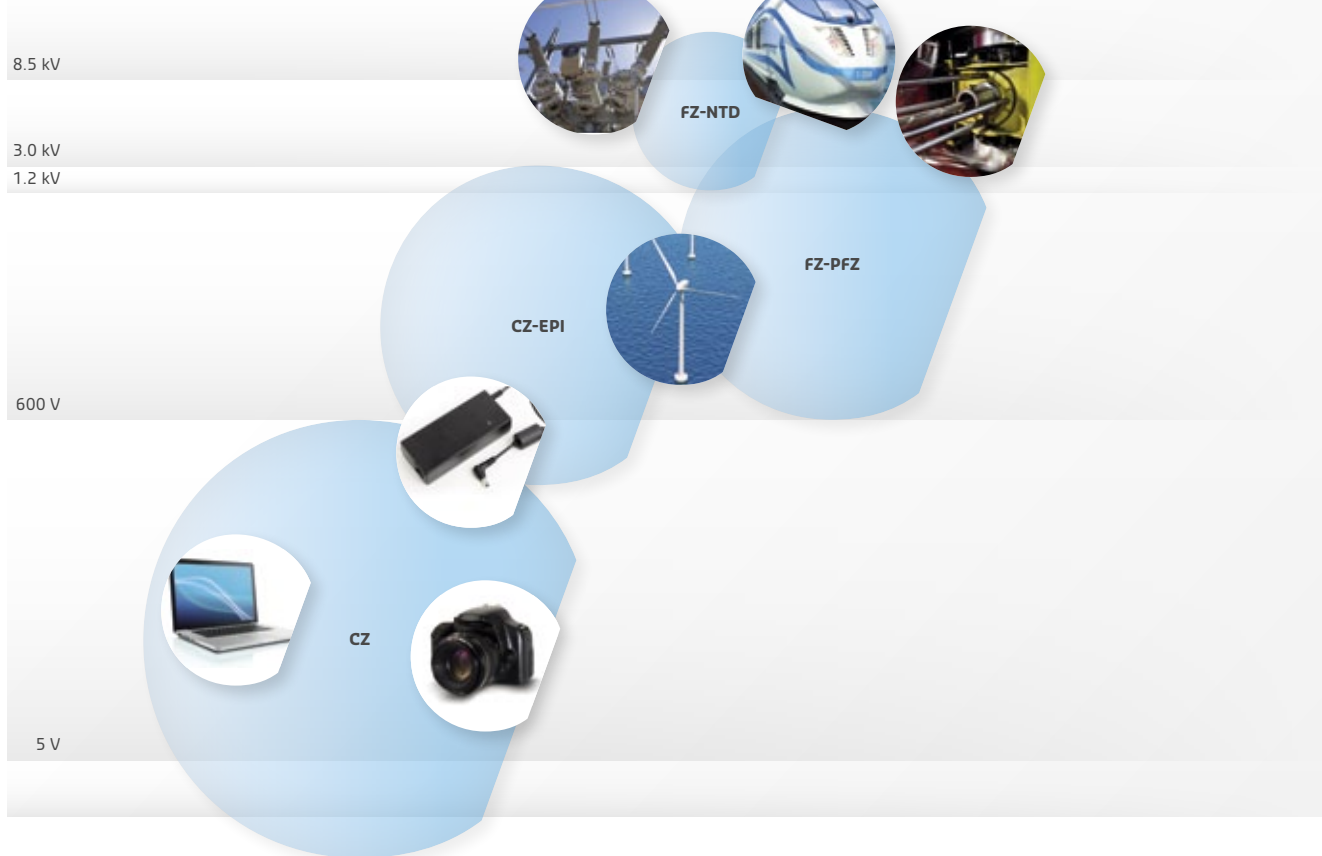 8.5 kV
FZ-NTD
3.0 kV
1.2 kV
FZ-PFZ
CZ-EPI
600 V
CZ
5 V